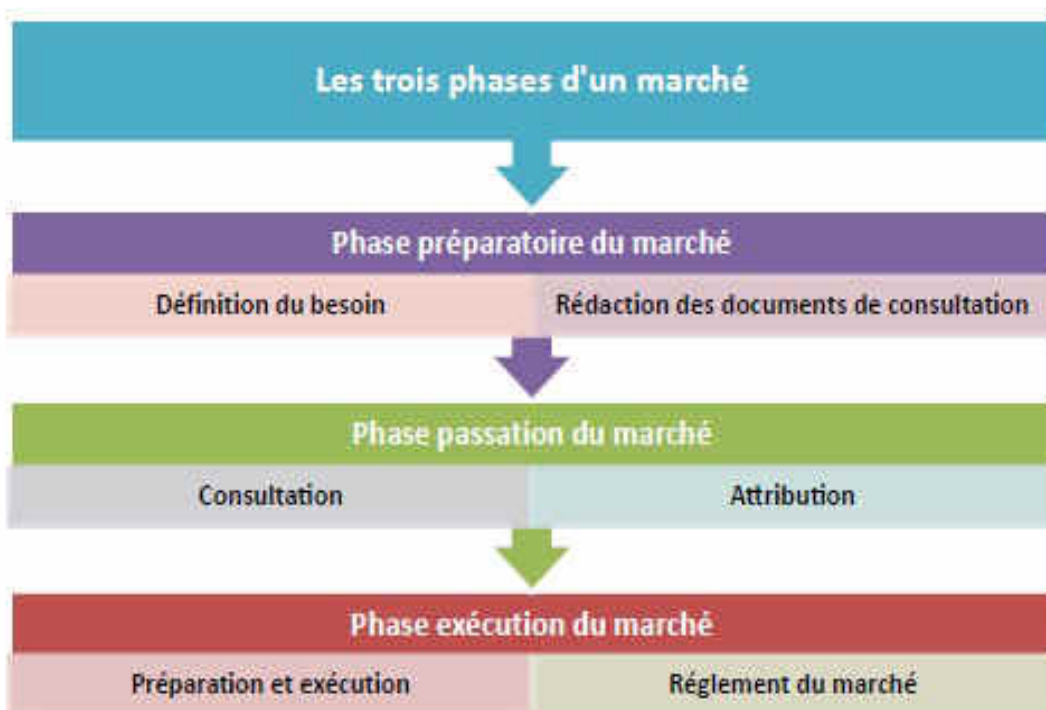 Les trois phases d'un marché
Phase préparatoire du marché
Définition du besoin
Rédaction des documents de consultation
Phase passation du marché
Consultation
Attribution
Phase exécution du marché
Préparation et exécution
Réglement du marché